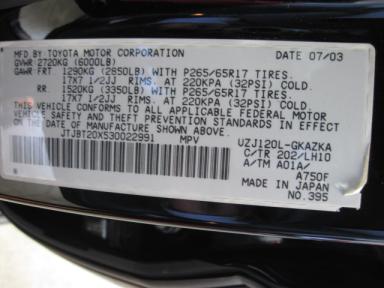 MFD. BY: TOYOTA MOTOR CORPORATION DATE 07/03
GVWR 2720KG (6000LB)
GAWR FRT 1290KG (2850LB) WITH P265/65R17 TIRES.
17X7 1/2JJ RIMS. AT 220KPA (32PSI) COLD.
RR. 1520KG (3350LB) WITH P265/65R17 TIRES.
17X7 1/2JJ RIMS. AT 220KPA (32PSI) COLD.
THIS VEHICLE CONFORMS TO ALL APPLICABLE FEDERAL MOTOR
VEHICLE SAFETY AND THEFT PREVENTION STANDARDS IN EFFECT
ON THE DATE OF MANUFACTURE SHOWN ABOVE.
JTJBT20X530022991 MPV
UZJ120L-GKAZKA
C/TR 202/LH10
A/TM A01A/
A750F
MADE IN JAPAN
NO.395